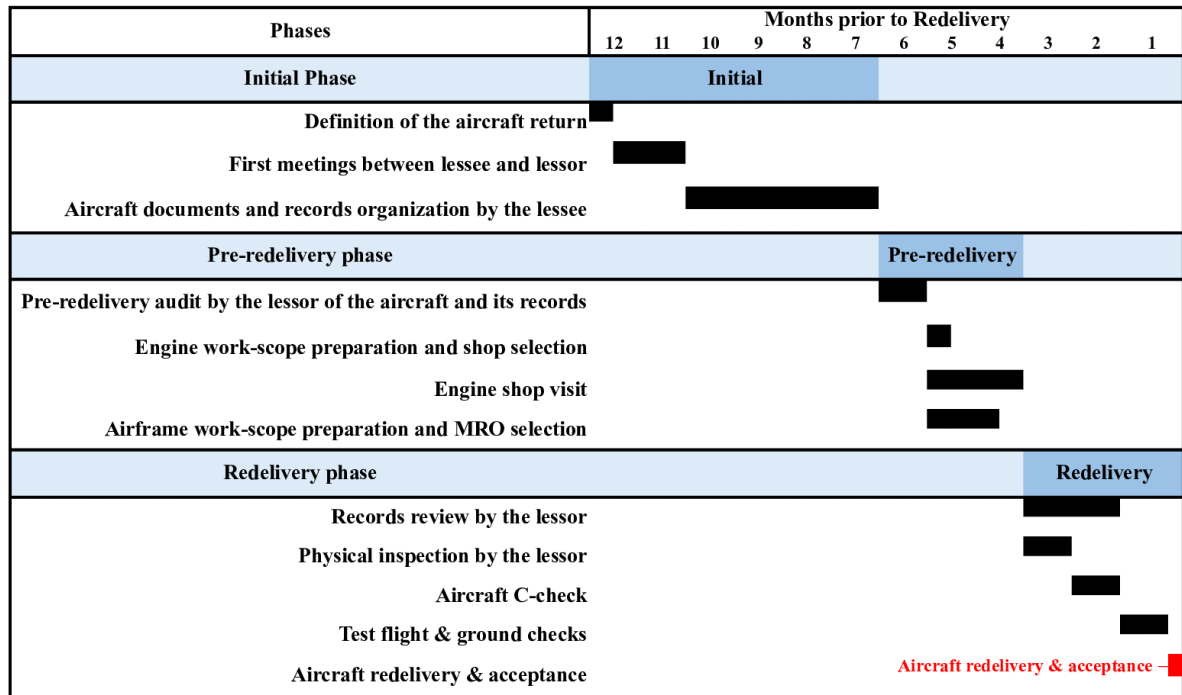 Phases
Months prior to Redelivery
12 11 10 9 8 7 6 5 4 3 2 1
Initial Phase
Initial
Definition of the aircraft return
First meetings between lessee and lessor
Aircraft documents and records organization by the lessee
Pre-redelivery phase
Pre-redelivery
Pre-redelivery audit by the lessor of the aircraft and its records
Engine work-scope preparation and shop selection
Engine shop visit
Airframe work-scope preparation and MRO selection
Redelivery phase
Redelivery
Records review by the lessor
Physical inspection by the lessor
Aircraft C-check
Test flight & ground checks
Aircraft redelivery & acceptance
Aircraft redelivery & acceptance